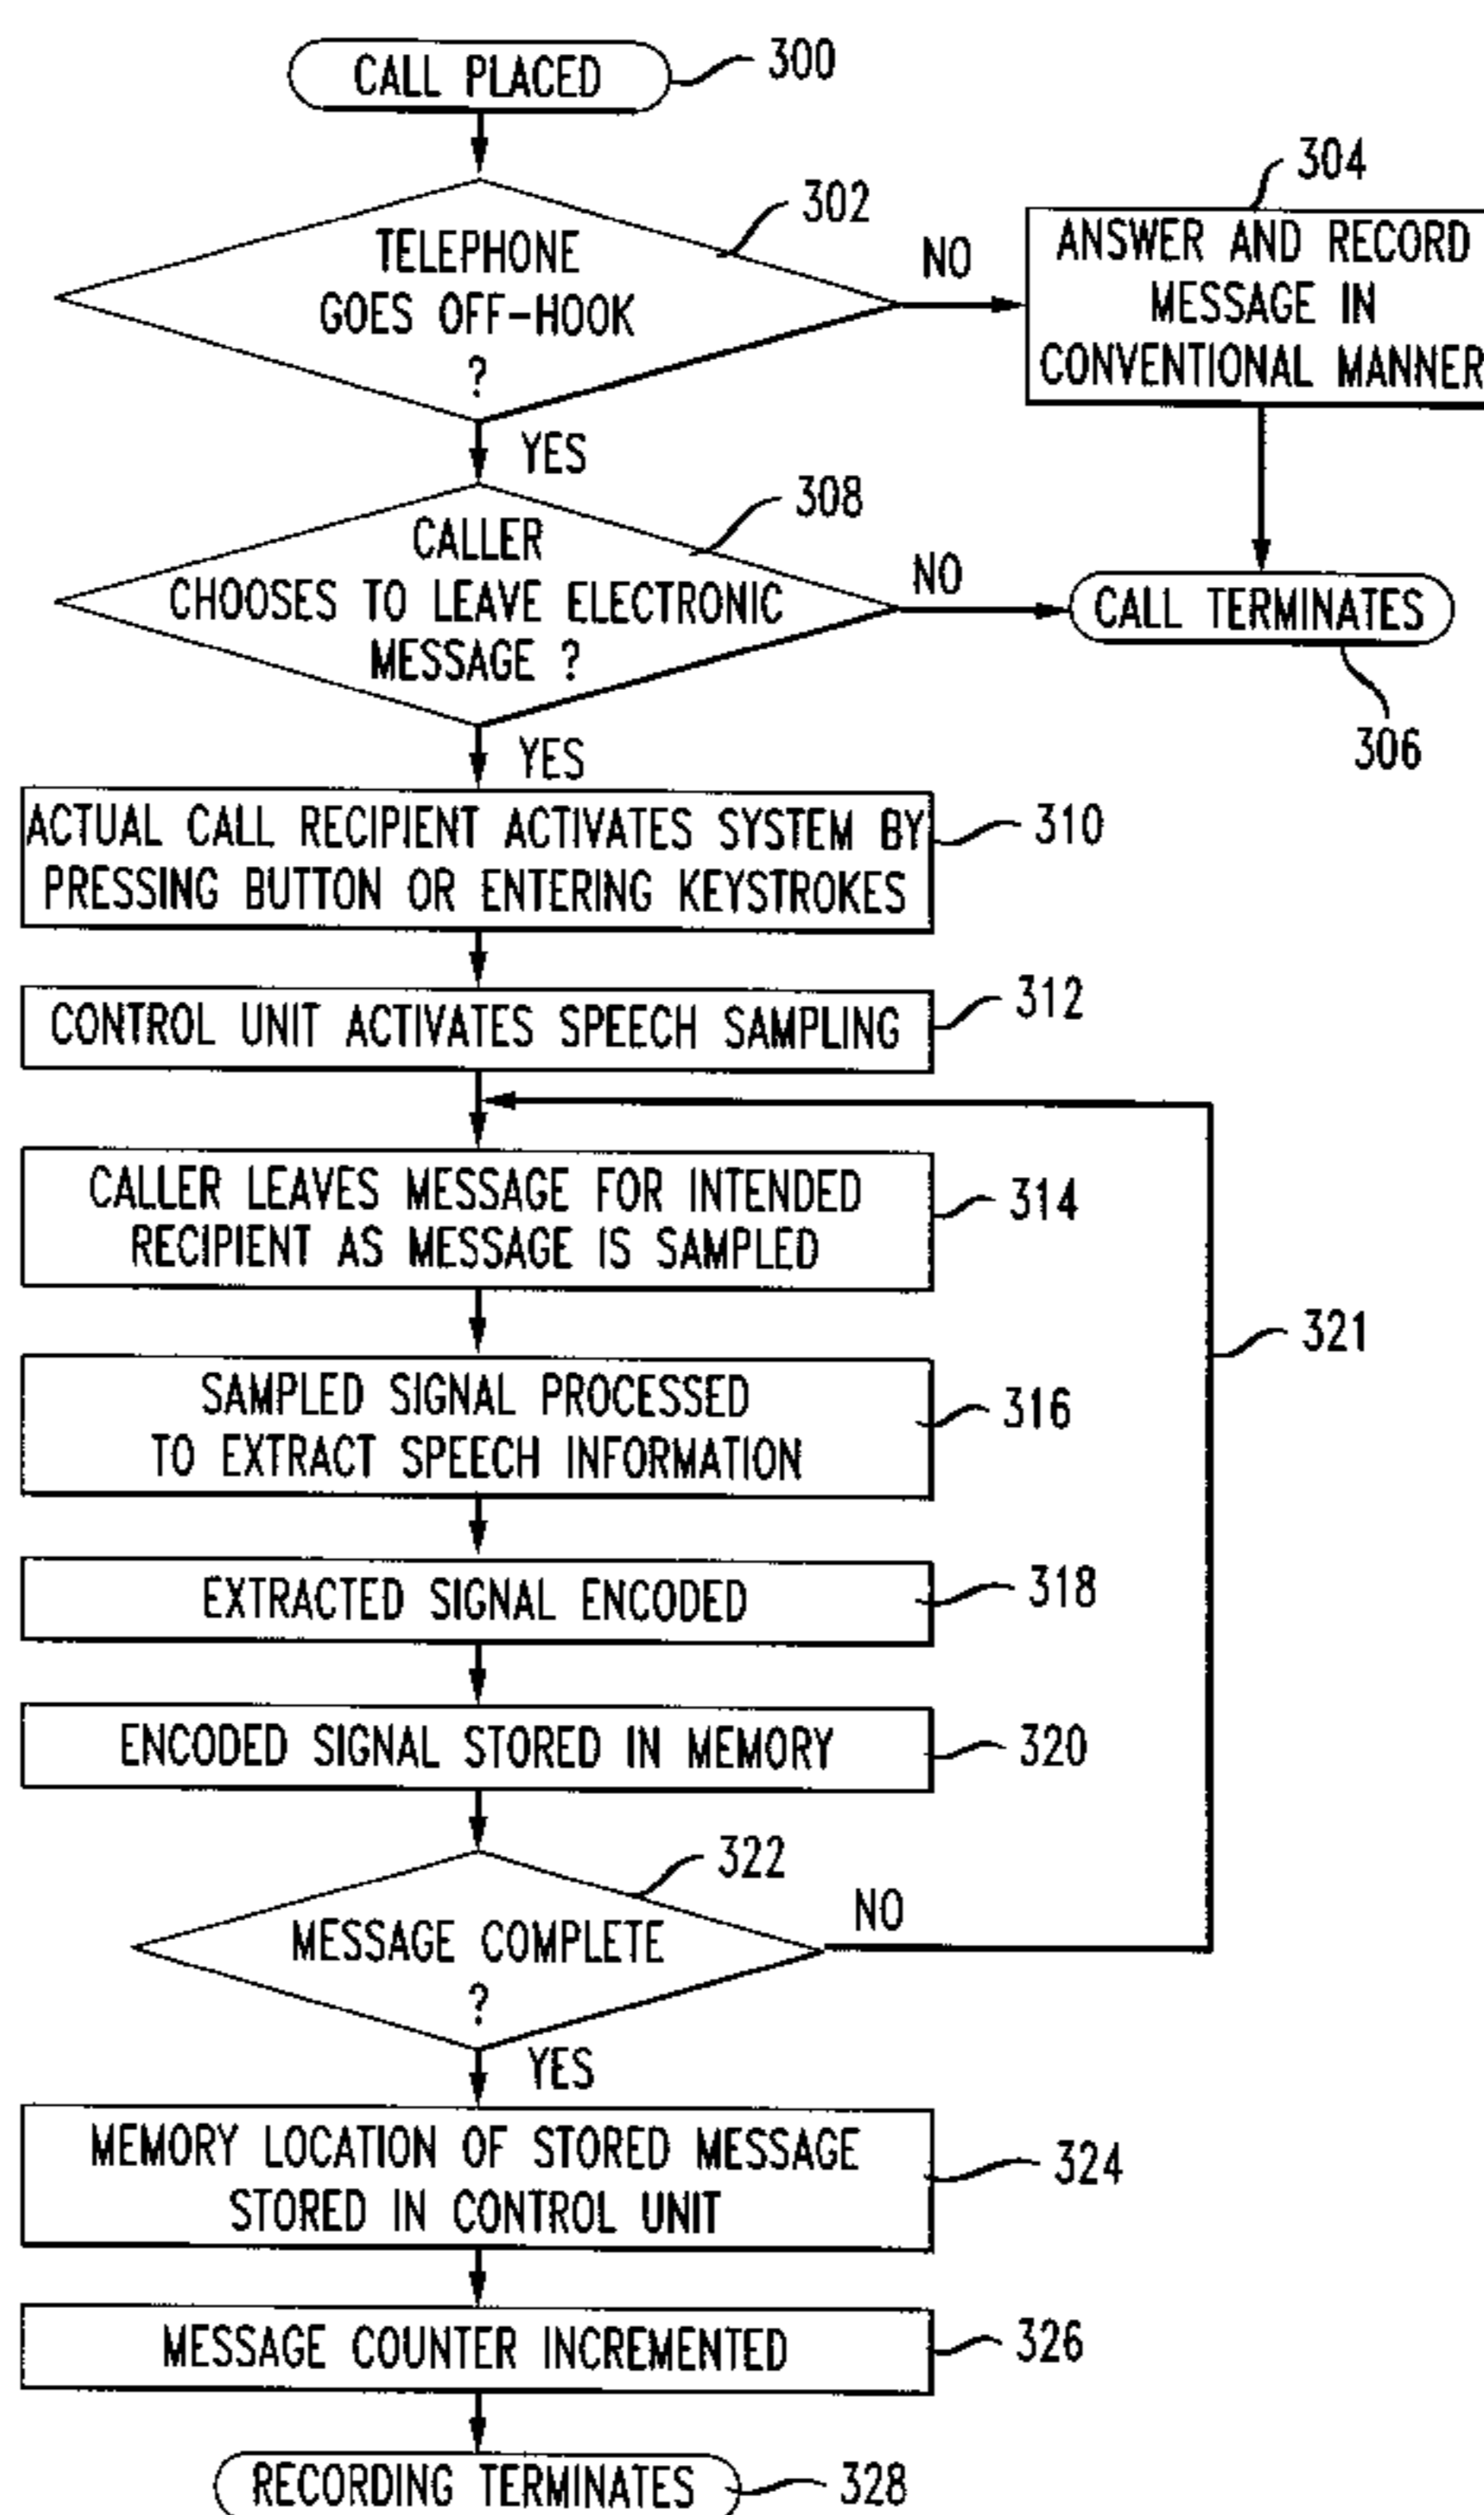 CALL PLACED
300
302
TELEPHONE
GOES OFF-HOOK
?
NO
304
ANSWER AND RECORD
MESSAGE IN
CONVENTIONAL MANNER
YES
308
CALLER
CHOOSES TO LEAVE ELECTRONIC
MESSAGE ?
NO
CALL TERMINATES
306
YES
ACTUAL CALL RECIPIENT ACTIVATES SYSTEM BY
PRESSING BUTTON OR ENTERING KEYSTROKES
310
CONTROL UNIT ACTIVATES SPEECH SAMPLING
312
CALLER LEAVES MESSAGE FOR INTENDED
RECIPIENT AS MESSAGE IS SAMPLED
314
321
SAMPLED SIGNAL PROCESSED
TO EXTRACT SPEECH INFORMATION
316
EXTRACTED SIGNAL ENCODED
318
ENCODED SIGNAL STORED IN MEMORY
320
322
MESSAGE COMPLETE
?
NO
YES
MEMORY LOCATION OF STORED MESSAGE
STORED IN CONTROL UNIT
324
MESSAGE COUNTER INCREMENTED
326
RECORDING TERMINATES
328